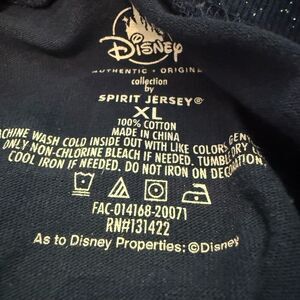 Disney
AUTHENTIC • ORIGINAL
collection
by
SPIRIT JERSEY®
XL
100% COTTON
MADE IN CHINA
MACHINE WASH COLD INSIDE OUT WITH LIKE COLORS, GENTLE
ONLY NON-CHLORINE BLEACH IF NEEDED. TUMBLE DRY
COOL IRON IF NEEDED. DO NOT IRON ON DECORATION
FAC-014168-20071
RN#131422
As to Disney Properties: ©Disney